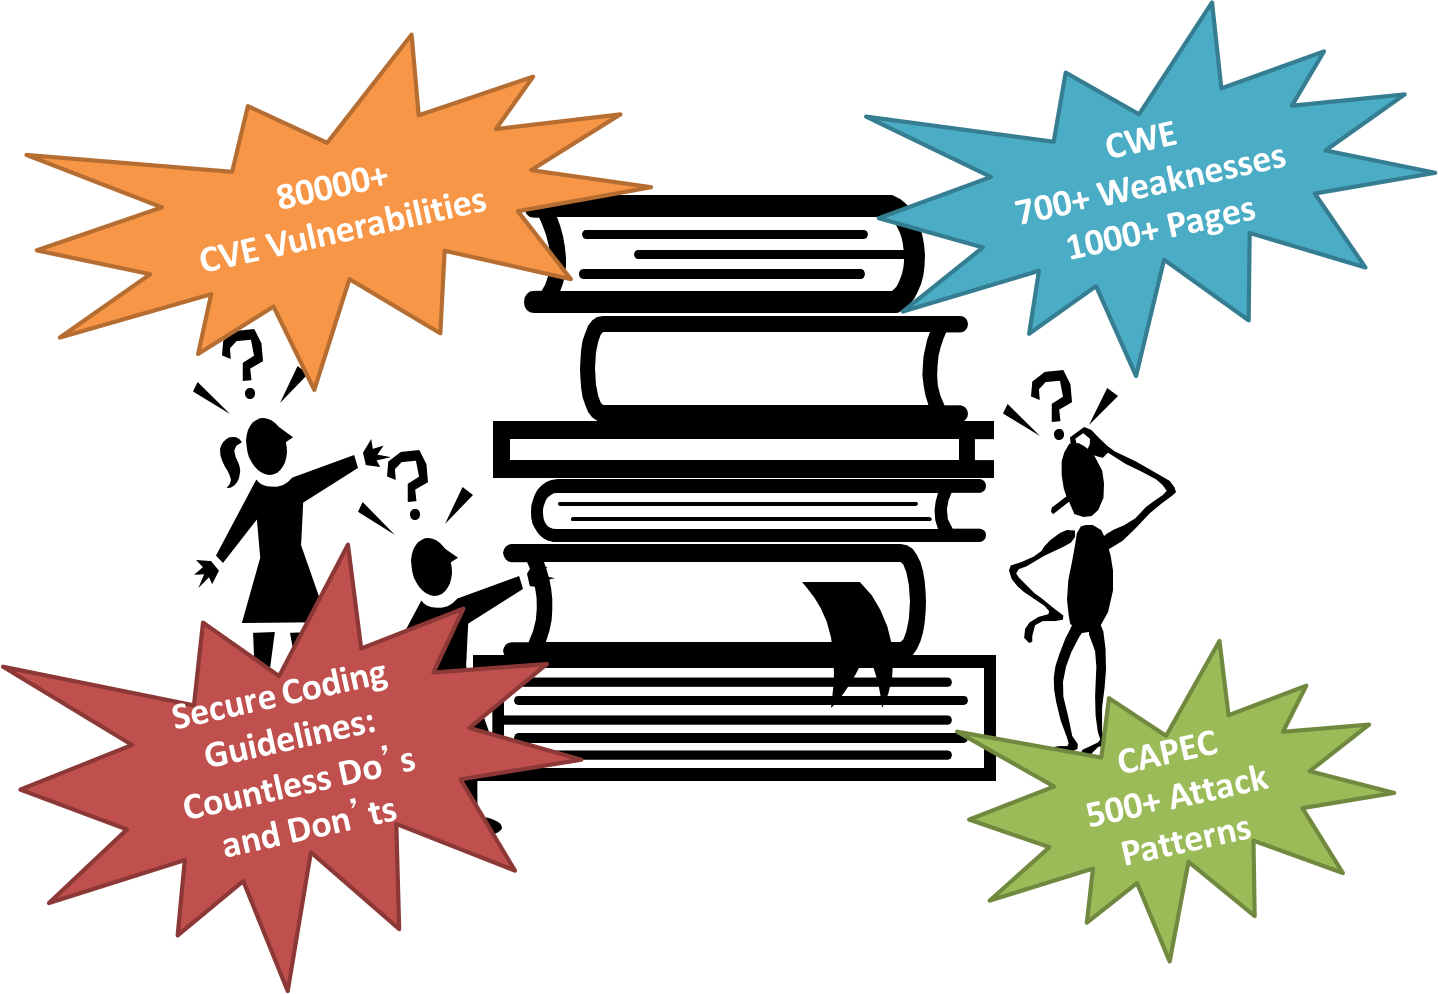 80000+
CVE Vulnerabilities
CWE
700+ Weaknesses
1000+ Pages
?
?
?
Secure Coding
Guidelines:
Countless Do’s
and Don’ts
CAPEC
500+ Attack
Patterns